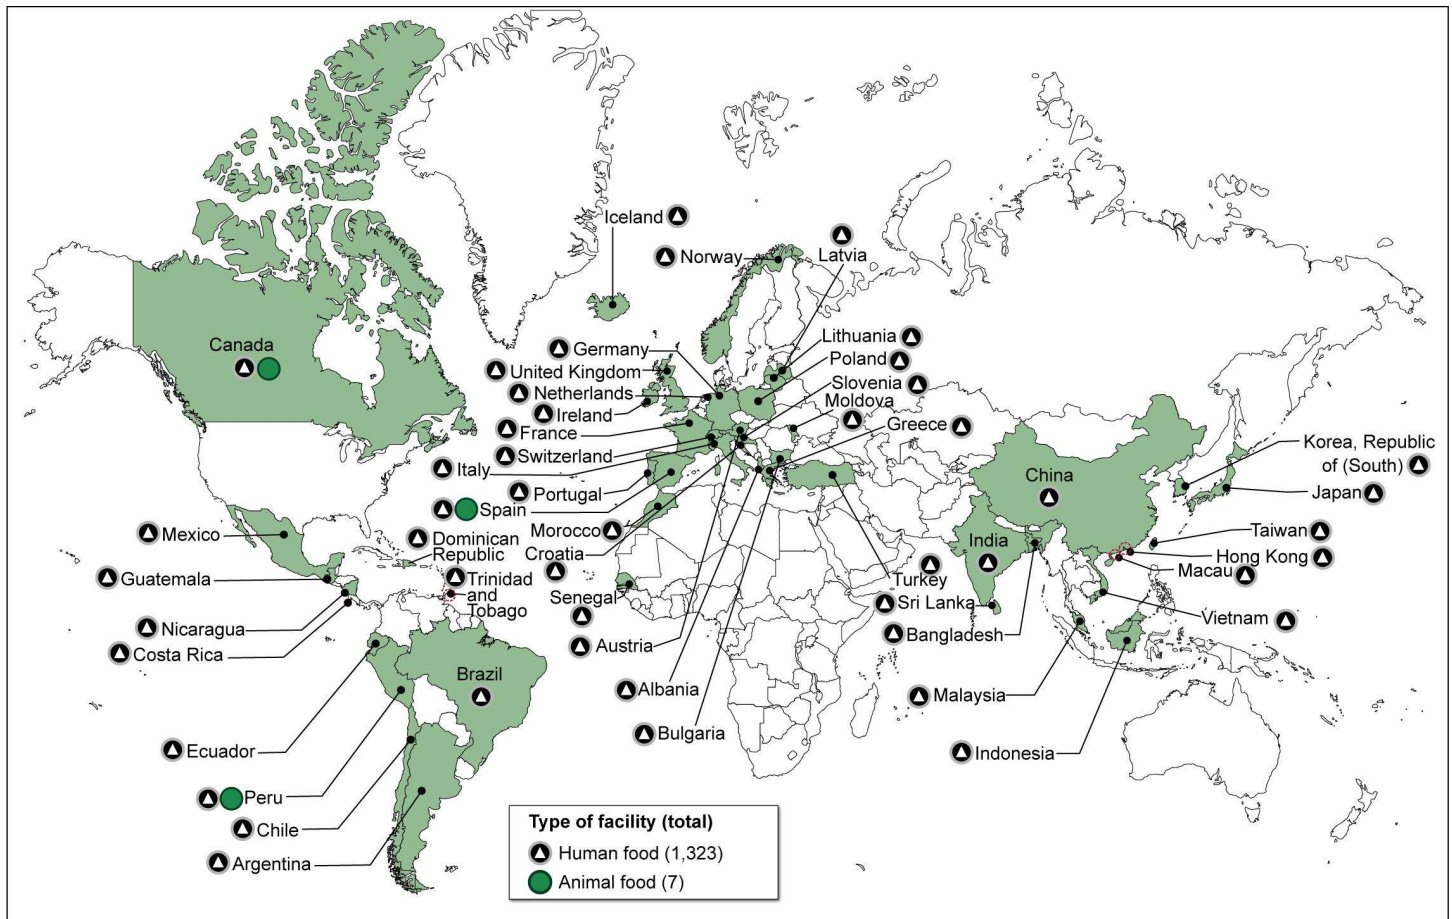 Iceland
Norway
Latvia
Canada
Germany
United Kingdom
Netherlands
Ireland
France
Switzerland
Italy
Portugal
Spain
Morocco
Croatia
Senegal
Austria
Albania
Bulgaria
Lithuania
Poland
Slovenia
Moldova
Greece
Turkey
Sri Lanka
Bangladesh
Malaysia
Indonesia
China
India
Korea, Republic
of (South)
Japan
Taiwan
Hong Kong
Macau
Vietnam
Mexico
Guatemala
Nicaragua
Costa Rica
Dominican
Republic
Trinidad
and
Tobago
Brazil
Ecuador
Peru
Chile
Argentina
Type of facility (total)
Human food (1,323)
Animal food (7)